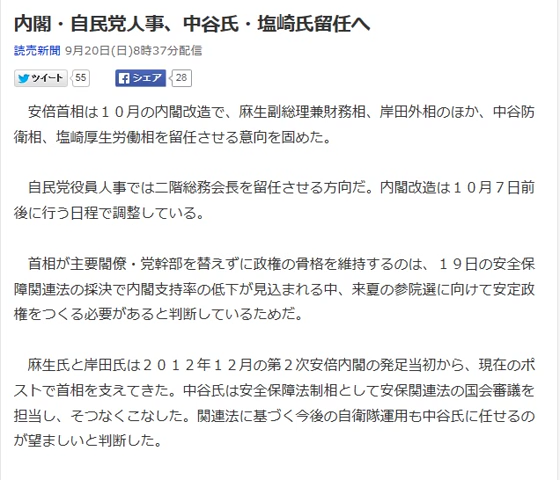 内閣・自民党人事、中谷氏・塩崎氏留任へ
読売新聞 9月20日(日)8時37分配信
ツイート 55 シェア 28
　安倍首相は１０月の内閣改造で、麻生副総理兼財務相、岸田外相のほか、中谷防
衛相、塩崎厚生労働相を留任させる意向を固めた。
　自民党役員人事では二階総務会長を留任させる方向だ。内閣改造は１０月７日前
後に行う日程で調整している。
　首相が主要閣僚・党幹部を替えずに政権の骨格を維持するのは、１９日の安全保
障関連法の採決で内閣支持率の低下が見込まれる中、来夏の参院選に向けて安定政
権をつくる必要があると判断しているためだ。
　麻生氏と岸田氏は２０１２年１２月の第２次安倍内閣の発足当初から、現在のポ
ストで首相を支えてきた。中谷氏は安全保障法制相として安保関連法の国会審議を
担当し、そつなくこなした。関連法に基づく今後の自衛隊運用も中谷氏に任せるの
が望ましいと判断した。